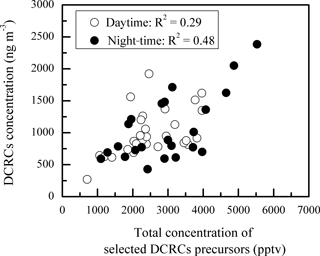 Daytime: R² = 0.29
Night-time: R² = 0.48
DCRCs concentration (ng m⁻³)
3000
2500
2000
1500
1000
500
0
0 1000 2000 3000 4000 5000 6000 7000
Total concentration of
selected DCRCs precursors (pptv)